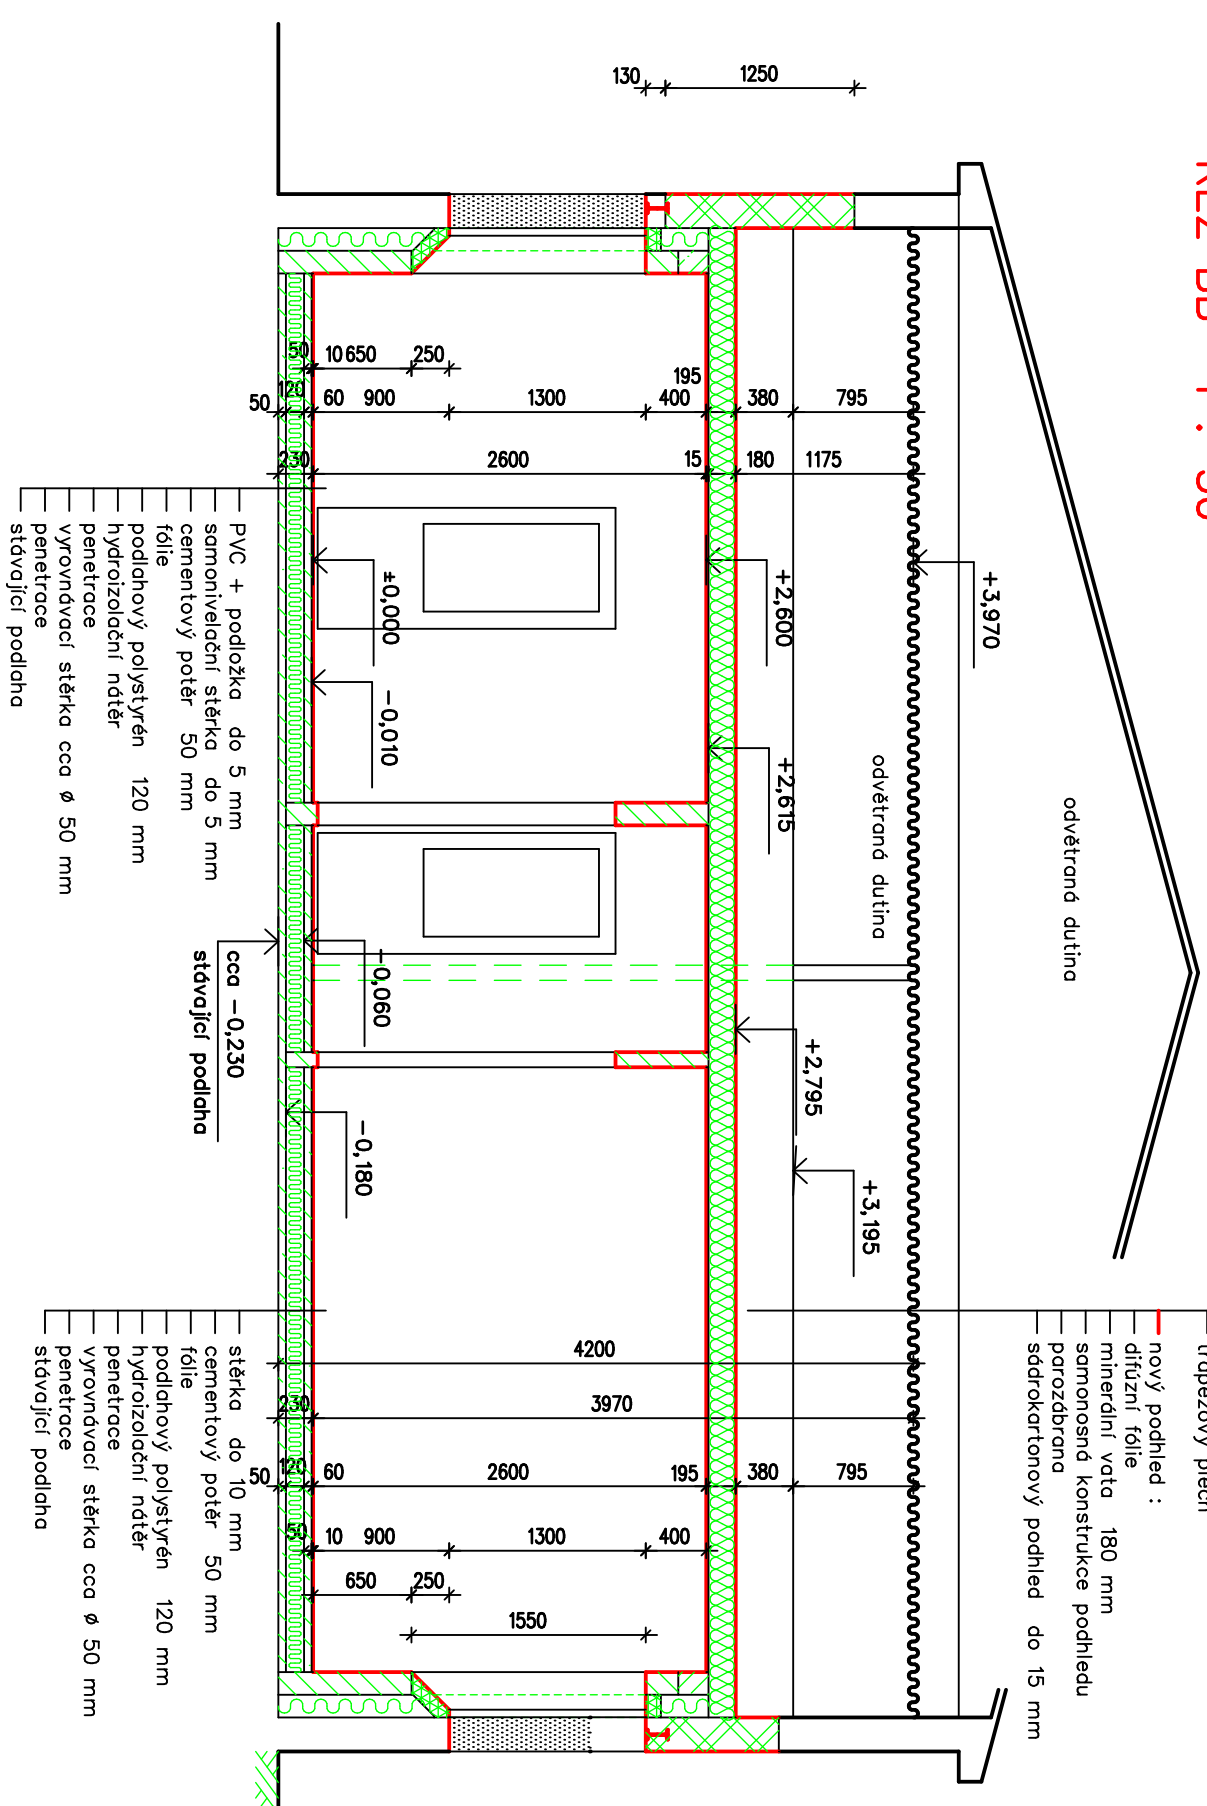 130
1250
+3,970
+2,600
+2,615
±0,000
-0,010
-0,060
cca -0,230
stávající podlaha
-0,180
+2,795
+3,195
odvětraná dutina
odvětraná dutina
50
10
650
250
50
120
60
900
1300
195
400
380
795
230
2600
15
180
1175
PVC + podložka do 5 mm
samonivelační stěrka do 5 mm
cementový potěr 50 mm
fólie
podlahový polystyrén 120 mm
hydroizolační nátěr
penetrace
vyrovnávací stěrka cca ø 50 mm
penetrace
stávající podlaha
nový podhled :
difúzní fólie
minerální vata 180 mm
samonosná konstrukce podhledu
parozábrana
sádrokartonový podhled do 15 mm
4200
230
3970
50
120
60
2600
195
380
795
50
10
900
1300
400
650
250
1550
stěrka do 10 mm
cementový potěr 50 mm
fólie
podlahový polystyrén 120 mm
hydroizolační nátěr
penetrace
vyrovnávací stěrka cca ø 50 mm
penetrace
stávající podlaha